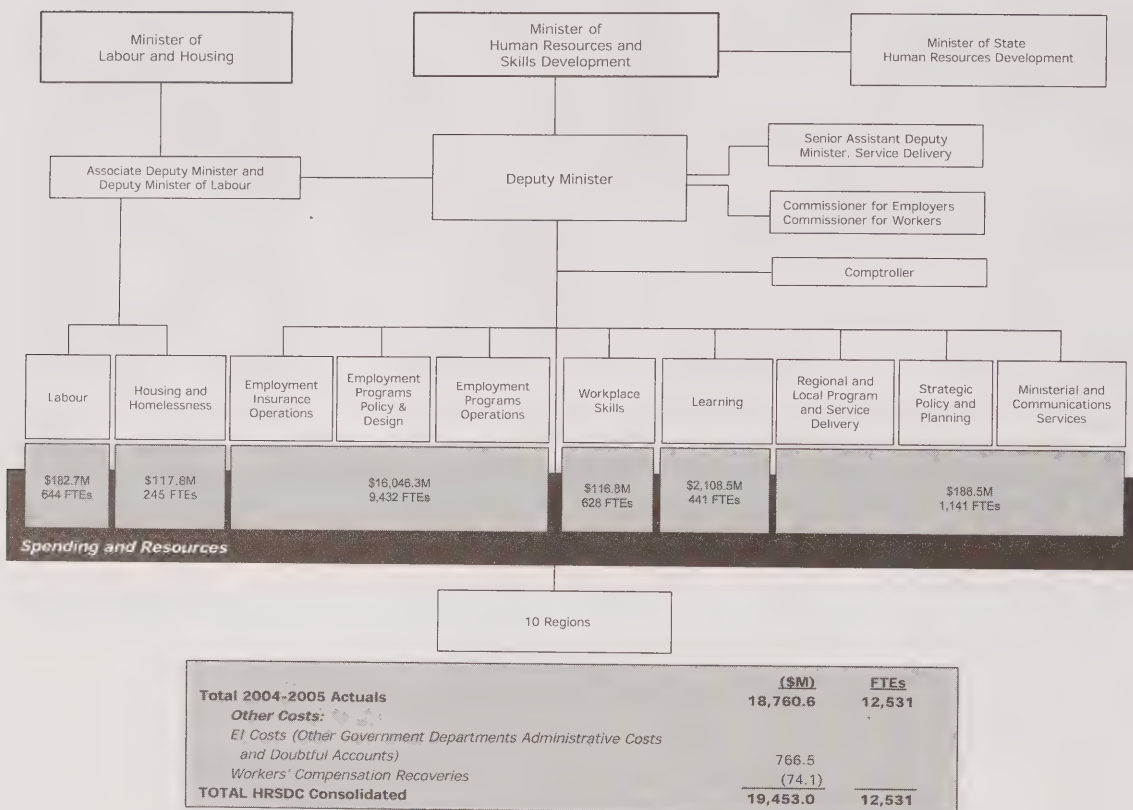 Minister of
Labour and Housing
Minister of
Human Resources and
Skills Development
Minister of State
Human Resources Development
Associate Deputy Minister and
Deputy Minister of Labour
Deputy Minister
Senior Assistant Deputy
Minister, Service Delivery
Commissioner for Employers
Commissioner for Workers
Comptroller
Labour
Housing and
Homelessness
Employment
Insurance
Operations
Employment
Programs
Policy &
Design
Employment
Programs
Operations
Workplace
Skills
Learning
Regional and
Local Program
and Service
Delivery
Strategic
Policy and
Planning
Ministerial and
Communications
Services
$182.7M
644 FTEs
$117.8M
245 FTEs
$16,046.3M
9,432 FTEs
$116.8M
628 FTEs
$2,108.5M
441 FTEs
$188.5M
1,141 FTEs
Spending and Resources
10 Regions
($M) FTEs
Total 2004-2005 Actuals 18,760.6 12,531
Other Costs:
EI Costs (Other Government Departments Administrative Costs
and Doubtful Accounts) 766.5
Workers' Compensation Recoveries (74.1)
TOTAL HRSDC Consolidated 19,453.0 12,531